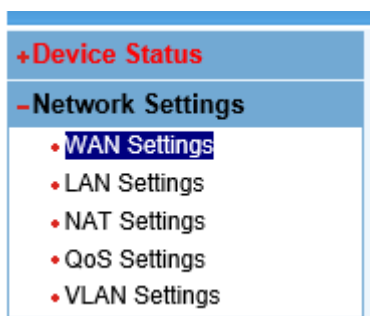 +Device Status
-Network Settings
• WAN Settings
• LAN Settings
• NAT Settings
• QoS Settings
• VLAN Settings